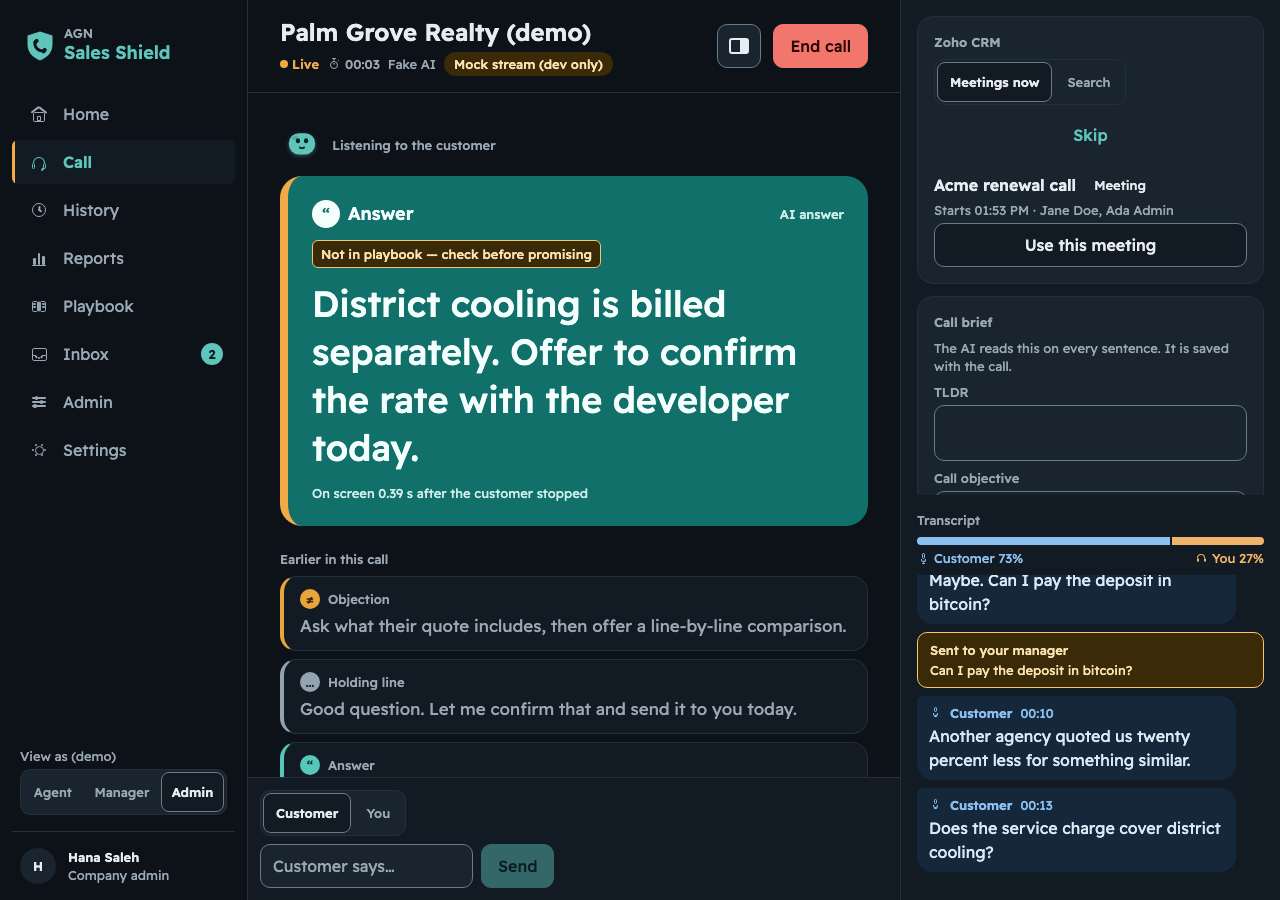 AGN
Sales Shield
Home
Call
History
Reports
Playbook
Inbox
2
Admin
Settings
View as (demo)
Agent
Manager
Admin
H
Hana Saleh
Company admin
Palm Grove Realty (demo)
Live
00:03
Fake AI
Mock stream (dev only)
End call
Listening to the customer
Answer
AI answer
Not in playbook — check before promising
District cooling is billed
separately. Offer to confirm
the rate with the developer
today.
On screen 0.39 s after the customer stopped
Earlier in this call
Objection
Ask what their quote includes, then offer a line-by-line comparison.
Holding line
Good question. Let me confirm that and send it to you today.
Answer
Customer
You
Customer says…
Send
Zoho CRM
Meetings now
Search
Skip
Acme renewal call
Meeting
Starts 01:53 PM · Jane Doe, Ada Admin
Use this meeting
Call brief
The AI reads this on every sentence. It is saved
with the call.
TLDR
Call objective
Transcript
Customer 73%
You 27%
Maybe. Can I pay the deposit in
bitcoin?
Sent to your manager
Can I pay the deposit in bitcoin?
Customer 00:10
Another agency quoted us twenty
percent less for something similar.
Customer 00:13
Does the service charge cover district
cooling?